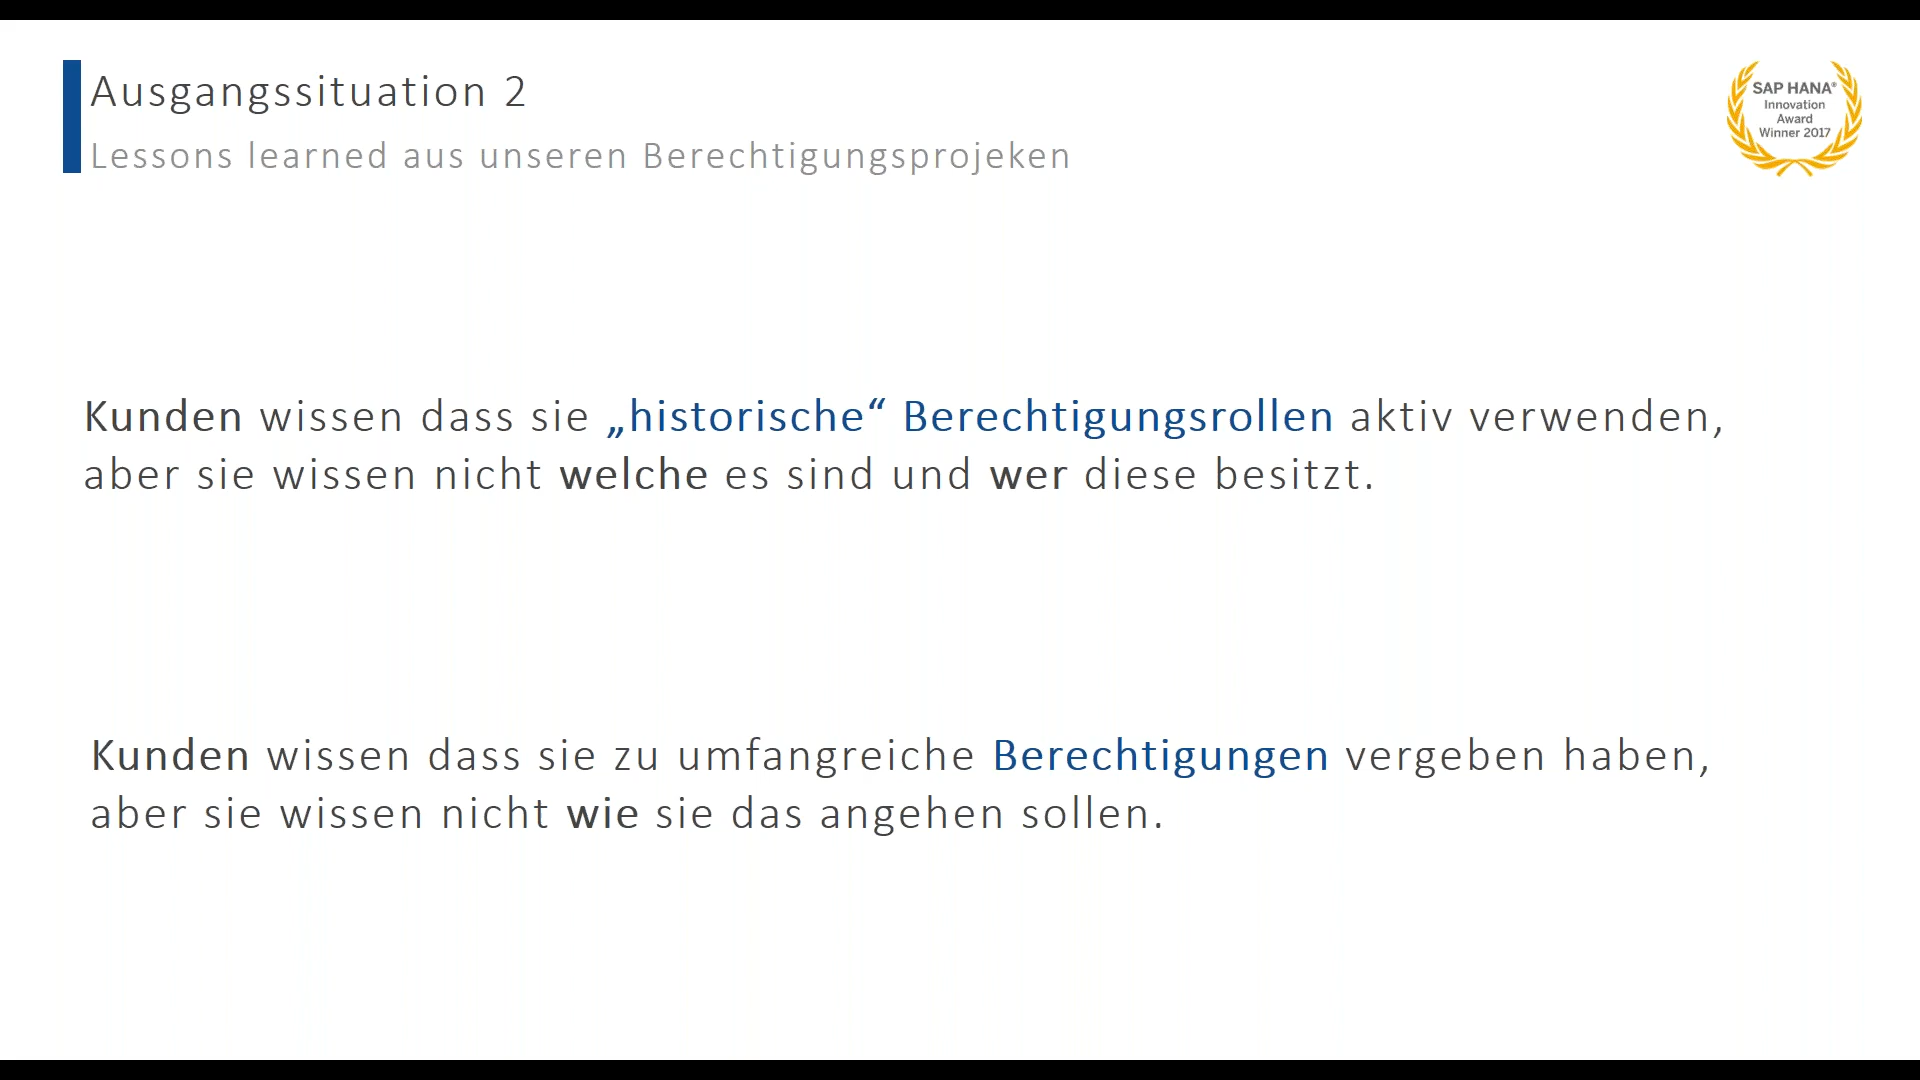 Ausgangssituation 2
Lessons learned aus unseren Berechtigungsprojeken
SAP HANA®
Innovation
Award
Winner 2017
Kunden wissen dass sie „historische“ Berechtigungsrollen aktiv verwenden,
aber sie wissen nicht welche es sind und wer diese besitzt.
Kunden wissen dass sie zu umfangreiche Berechtigungen vergeben haben,
aber sie wissen nicht wie sie das angehen sollen.